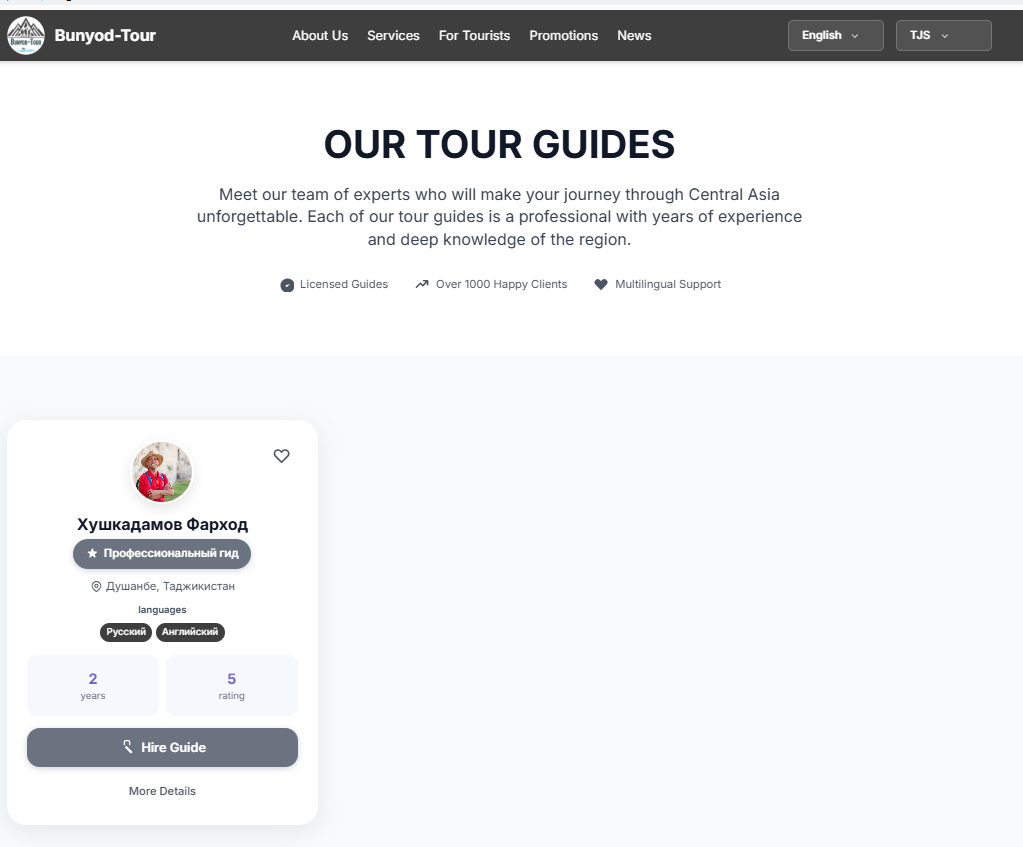 Bunyod-Tour
About Us Services For Tourists Promotions News
English TJS
OUR TOUR GUIDES
Meet our team of experts who will make your journey through Central Asia
unforgettable. Each of our tour guides is a professional with years of experience
and deep knowledge of the region.
Licensed Guides Over 1000 Happy Clients Multilingual Support
Хушкадамов Фарход
Профессиональный гид
Душанбе, Таджикистан
languages
Русский Английский
2 5
years rating
Hire Guide
More Details